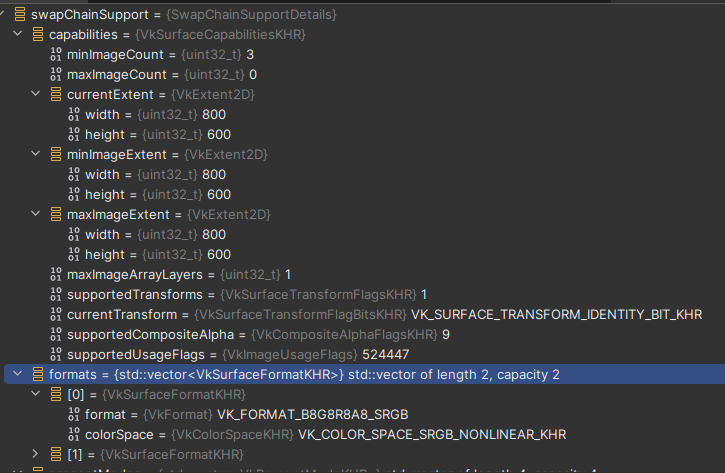 swapChainSupport = {SwapChainSupportDetails}
capabilities = {VkSurfaceCapabilitiesKHR}
minImageCount = {uint32_t} 3
maxImageCount = {uint32_t} 0
currentExtent = {VkExtent2D}
width = {uint32_t} 800
height = {uint32_t} 600
minImageExtent = {VkExtent2D}
width = {uint32_t} 800
height = {uint32_t} 600
maxImageExtent = {VkExtent2D}
width = {uint32_t} 800
height = {uint32_t} 600
maxImageArrayLayers = {uint32_t} 1
supportedTransforms = {VkSurfaceTransformFlagsKHR} 1
currentTransform = {VkSurfaceTransformFlagBitsKHR} VK_SURFACE_TRANSFORM_IDENTITY_BIT_KHR
supportedCompositeAlpha = {VkCompositeAlphaFlagsKHR} 9
supportedUsageFlags = {VkImageUsageFlags} 524447
formats = {std::vector<VkSurfaceFormatKHR>} std::vector of length 2, capacity 2
[0] = {VkSurfaceFormatKHR}
format = {VkFormat} VK_FORMAT_B8G8R8A8_SRGB
colorSpace = {VkColorSpaceKHR} VK_COLOR_SPACE_SRGB_NONLINEAR_KHR
[1] = {VkSurfaceFormatKHR}